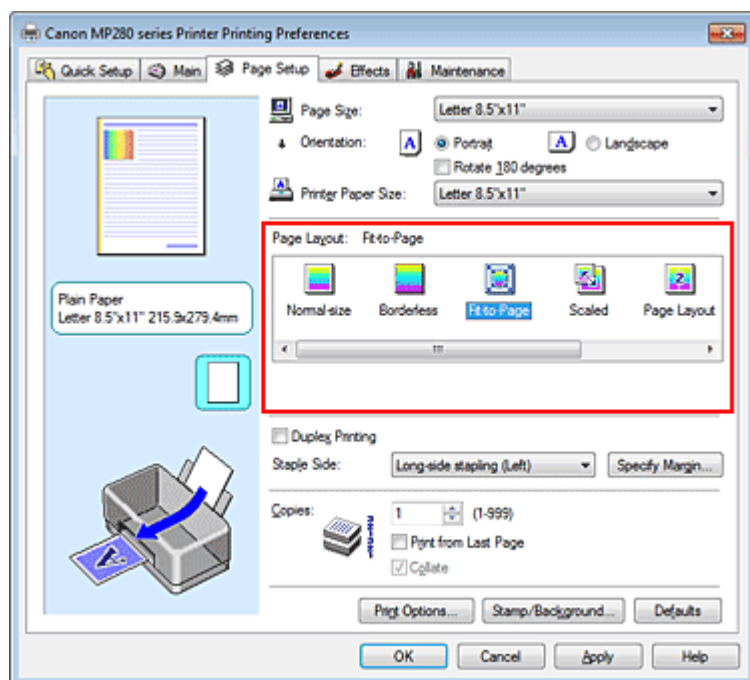 Canon MP280 series Printer Printing Preferences
Quick Setup Main Page Setup Effects Maintenance
Page Size: Letter 8.5"x11"
Orientation: A Portrait A Landscape
Rotate 180 degrees
Printer Paper Size: Letter 8.5"x11"
Page Layout: Fit-to-Page
Normal-size Borderless Fit-to-Page Scaled Page Layout
Plain Paper
Letter 8.5"x11" 215.9x279.4mm
Duplex Printing
Staple Side: Long-side stapling (Left) Specify Margin...
Copies: 1 (1-999)
Print from Last Page
Collate
Print Options... Stamp/Background... Defaults
OK Cancel Apply Help